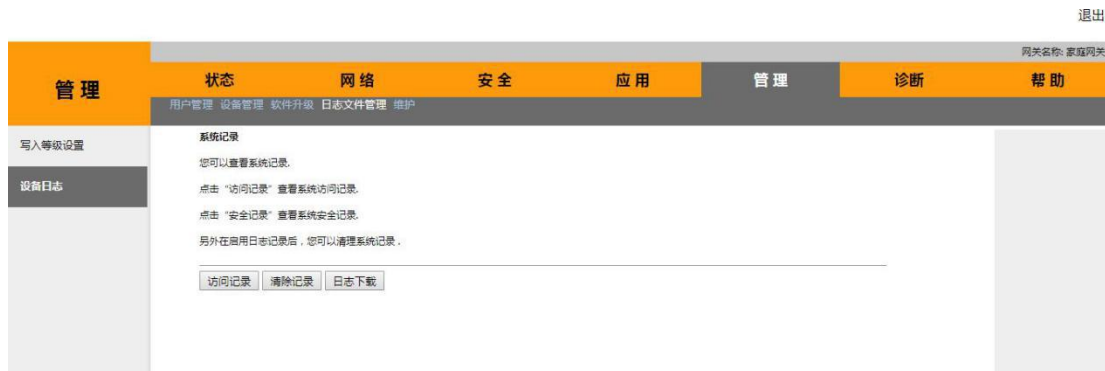 退出
网关名称: 家庭网关
管理
状态 网络 安全 应用 管理 诊断 帮助
用户管理 设备管理 软件升级 日志文件管理 维护
写入等级设置
设备日志
系统记录
您可以查看系统记录.
点击“访问记录”查看系统访问记录.
点击“安全记录”查看系统安全记录.
另外在启用日志记录后，您可以清理系统记录.
访问记录 清除记录 日志下载